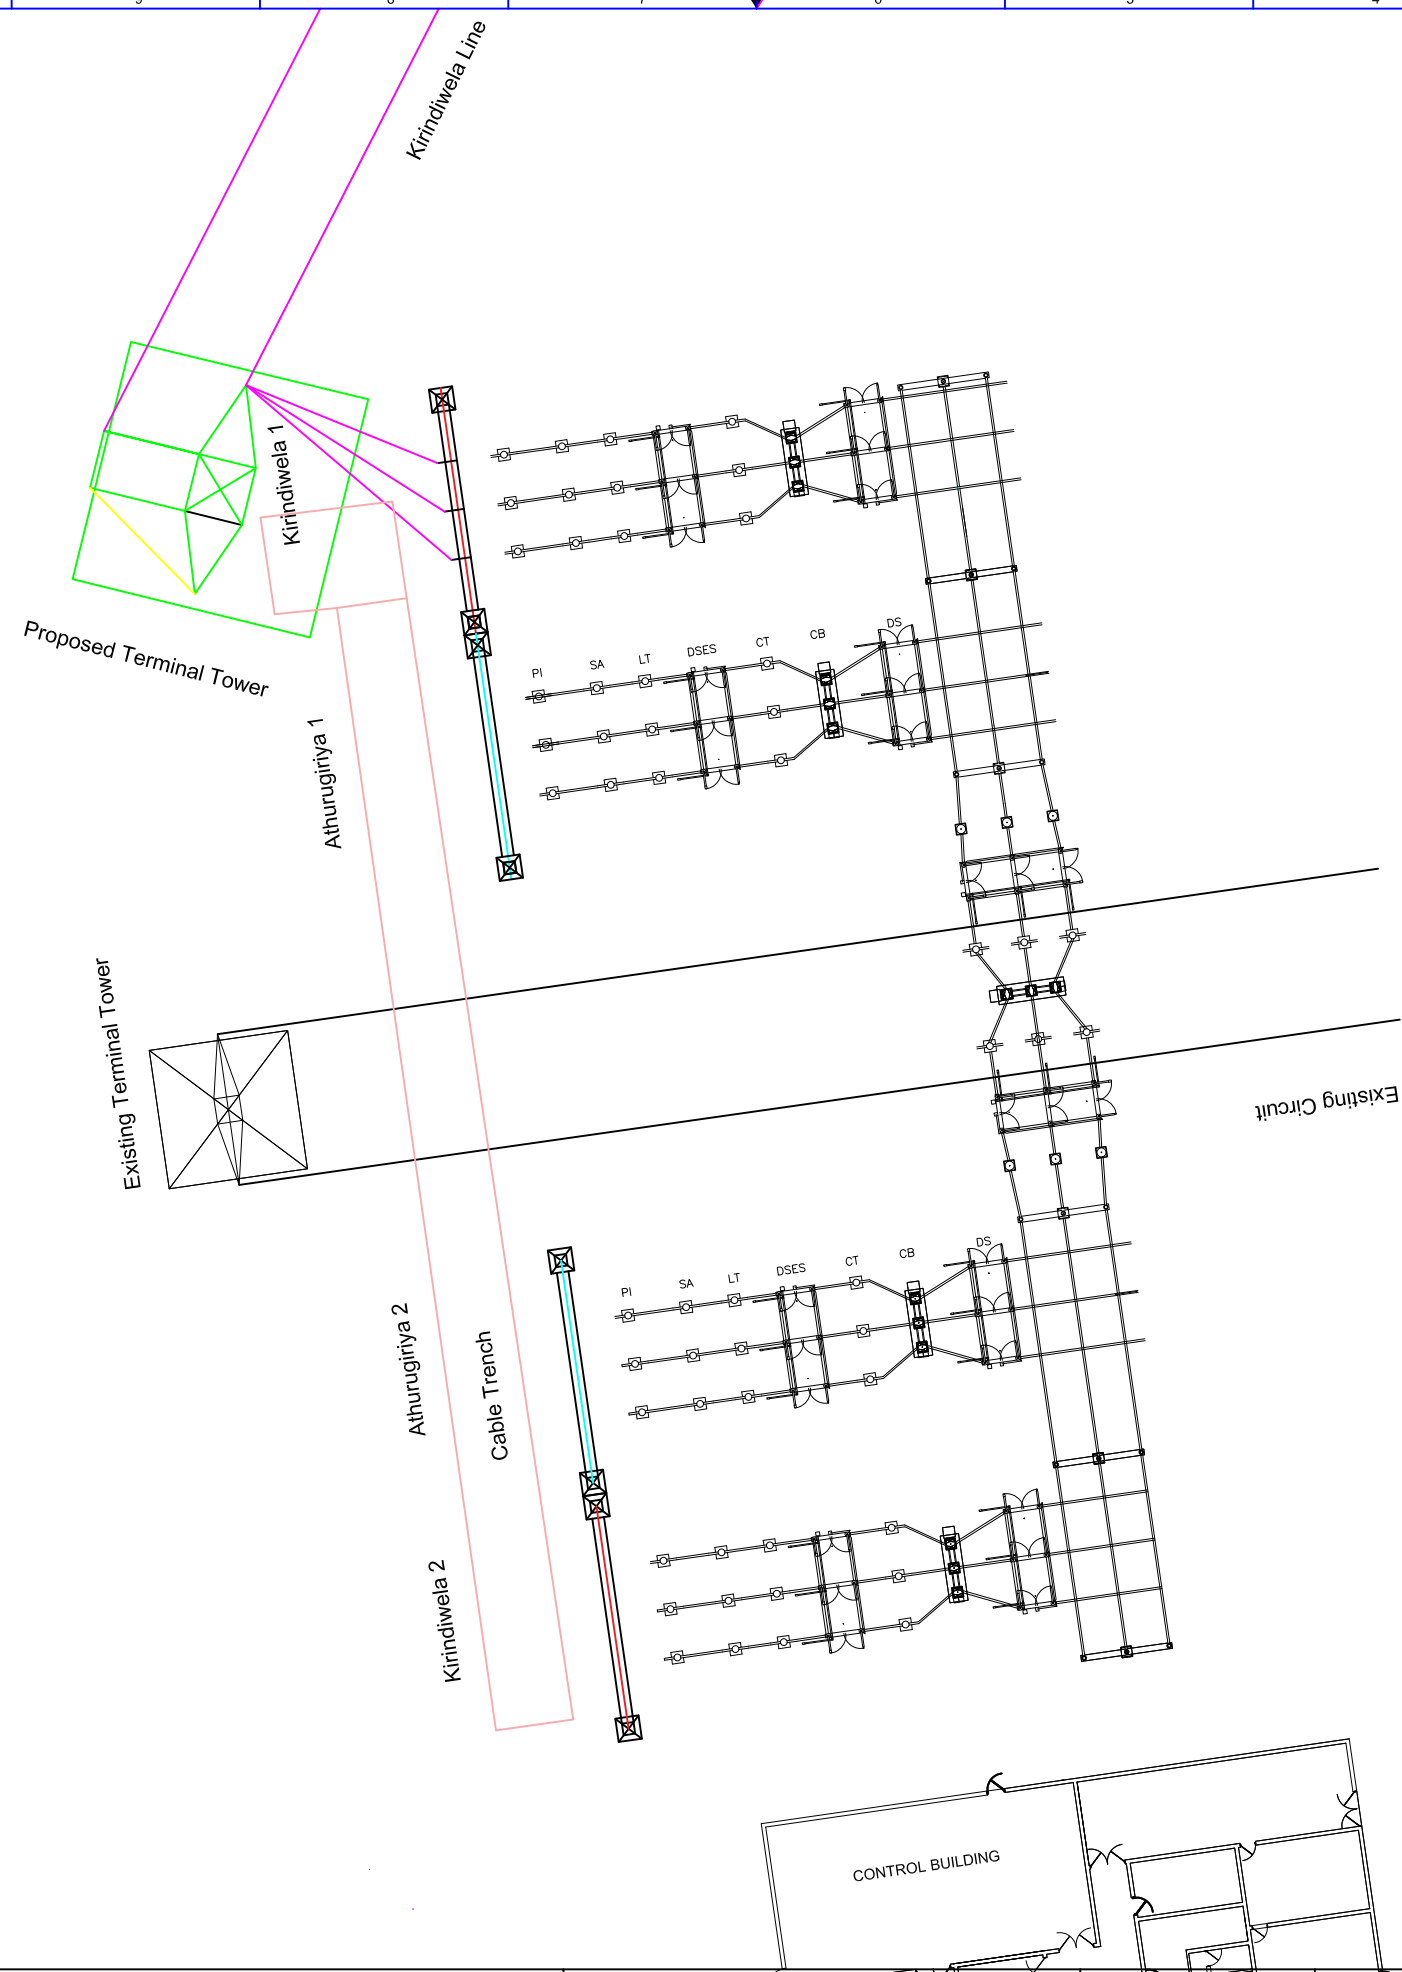 Kirindiwela Line
Kirindiwela 1
Proposed Terminal Tower
PI
SA
LT
DSES
CT
CB
DS
Athurugiriya 1
Existing Terminal Tower
Existing Circuit
PI
SA
LT
DSES
CT
CB
DS
Athurugiriya 2
Cable Trench
Kirindiwela 2
CONTROL BUILDING